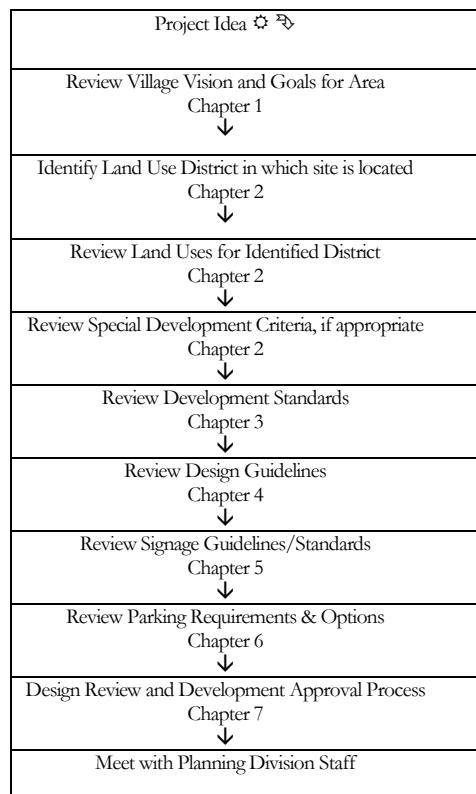 Project Idea ☼ ⮷
Review Village Vision and Goals for Area
Chapter 1
↓
Identify Land Use District in which site is located
Chapter 2
↓
Review Land Uses for Identified District
Chapter 2
↓
Review Special Development Criteria, if appropriate
Chapter 2
↓
Review Development Standards
Chapter 3
↓
Review Design Guidelines
Chapter 4
↓
Review Signage Guidelines/Standards
Chapter 5
↓
Review Parking Requirements & Options
Chapter 6
↓
Design Review and Development Approval Process
Chapter 7
↓
Meet with Planning Division Staff